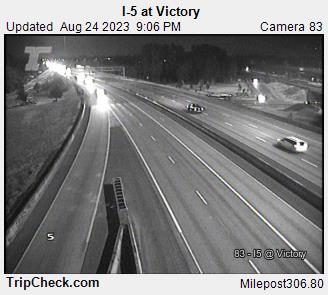 I-5 at Victory
Updated Aug 24 2023 9:06 PM Camera 83
83 - I5 @ Victory
TripCheck.com Milepost306.80